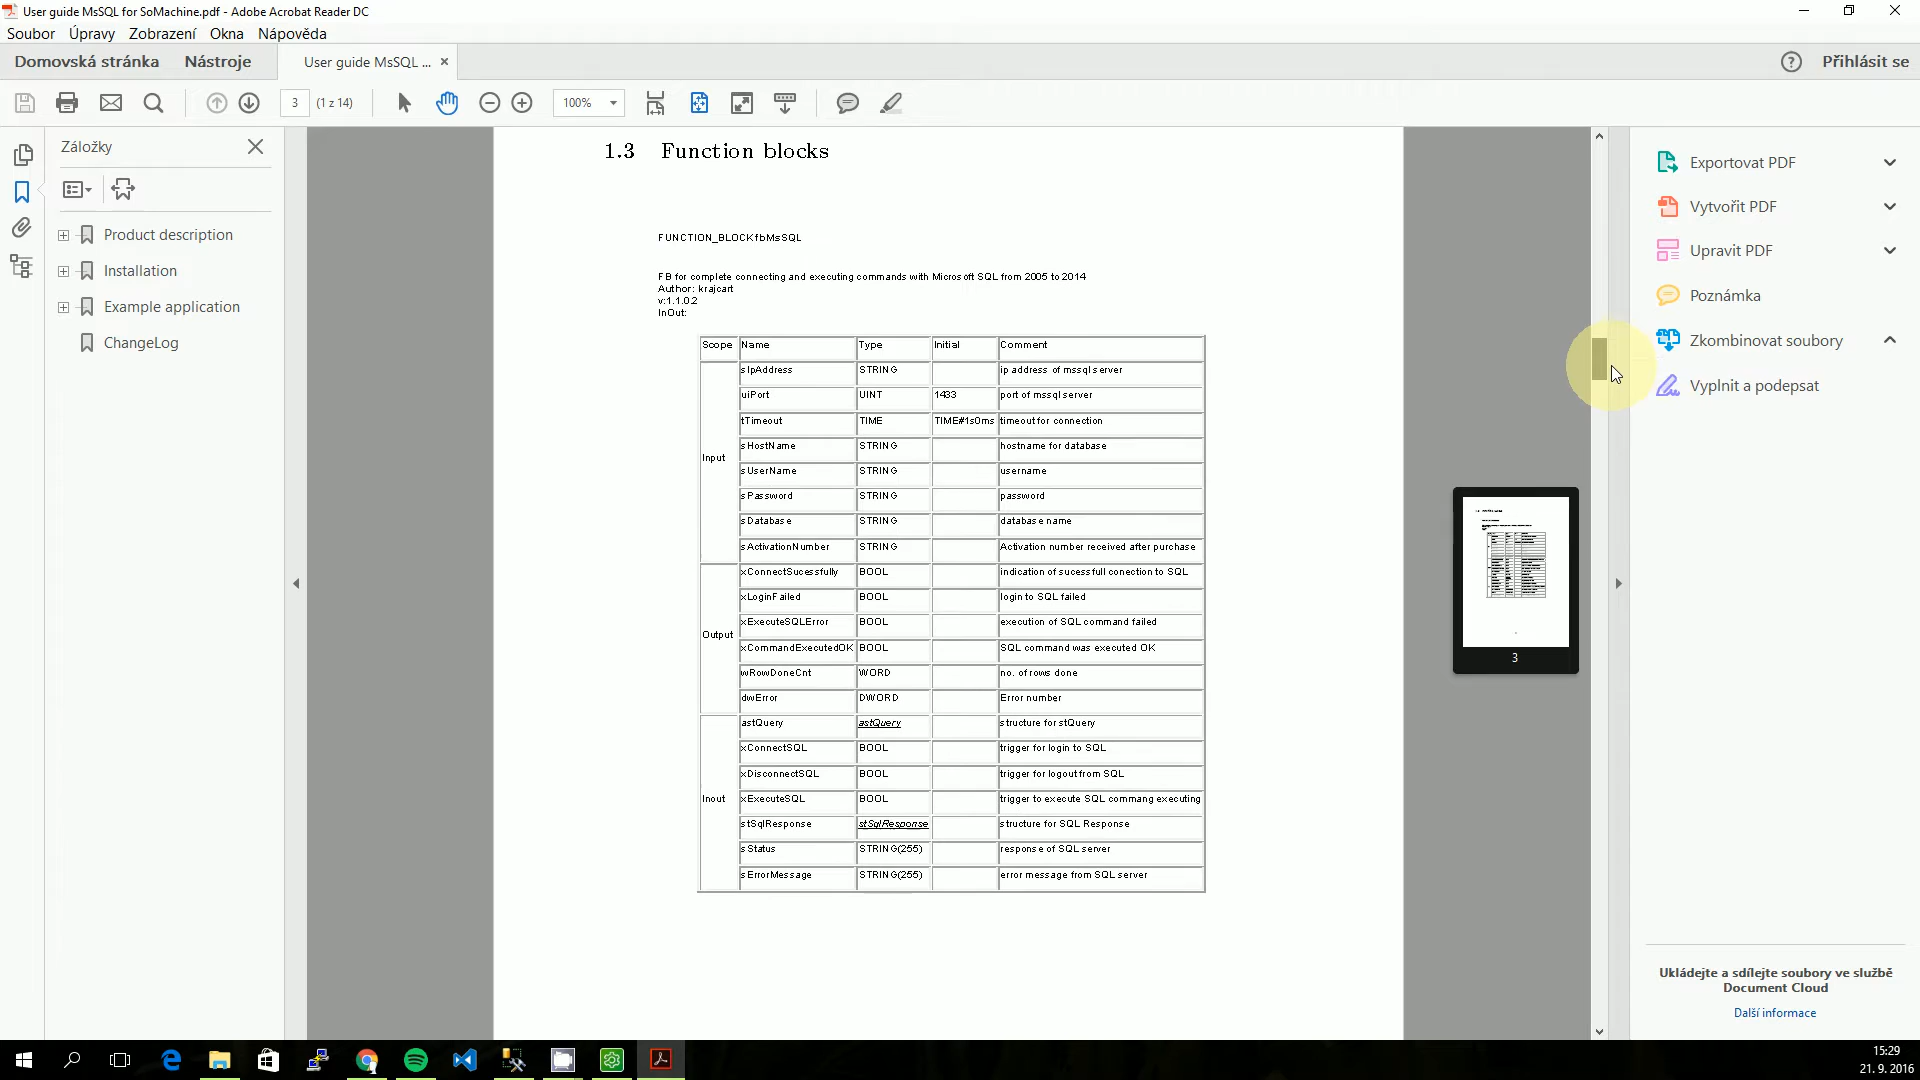 User guide MsSQL for SoMachine.pdf - Adobe Acrobat Reader DC
Soubor Úpravy Zobrazení Okna Nápověda
Domovská stránka Nástroje User guide MsSQL ... × Přihlásit se
3 (1 z 14) 100%
Záložky
Product description
Installation
Example application
ChangeLog
1.3 Function blocks
FUNCTION_BLOCK fbMsSQL
FB for complete connecting and executing commands with Microsoft SQL from 2005 to 2014
Author: krajcart
v:1.1.0.2
InOut:
Scope Name Type Initial Comment
Input
sIpAddress STRING ip address of mssql server
uiPort UINT 1433 port of mssql server
tTimeout TIME TIME#1s0ms timeout for connection
sHostName STRING hostname for database
sUserName STRING username
sPassword STRING password
sDatabase STRING database name
sActivationNumber STRING Activation number received after purchase
Output
xConnectSucessfully BOOL indication of sucessfull conection to SQL
xLoginFailed BOOL login to SQL failed
xExecuteSQLError BOOL execution of SQL command failed
xCommandExecutedOK BOOL SQL command was executed OK
wRowDoneCnt WORD no. of rows done
dwError DWORD Error number
Inout
astQuery astQuery structure for stQuery
xConnectSQL BOOL trigger for login to SQL
xDisconnectSQL BOOL trigger for logout from SQL
xExecuteSQL BOOL trigger to execute SQL commang executing
stSqlResponse stSqlResponse structure for SQL Response
sStatus STRING(255) response of SQL server
sErrorMessage STRING(255) error message from SQL server
3
Exportovat PDF
Vytvořit PDF
Upravit PDF
Poznámka
Zkombinovat soubory
Vyplnit a podepsat
Ukládejte a sdílejte soubory ve službě
Document Cloud
Další informace
15:29
21. 9. 2016